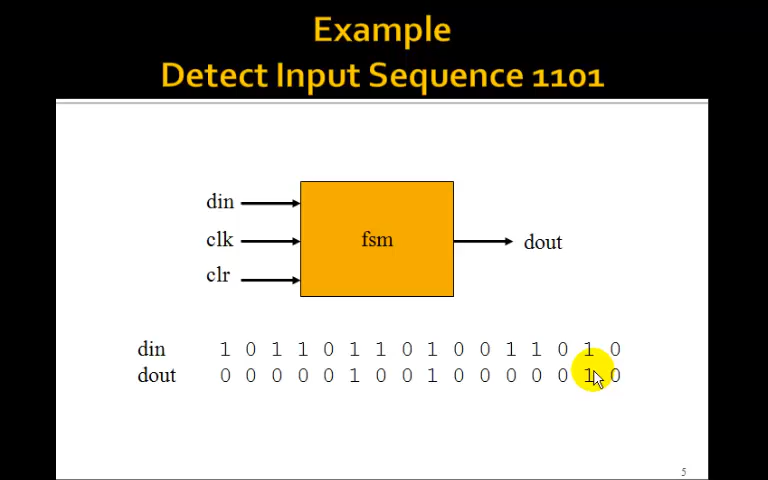 Example
Detect Input Sequence 1101
din
clk
clr
fsm
dout
din 1 0 1 1 0 1 1 0 1 0 0 1 1 0 1 0
dout 0 0 0 0 0 1 0 0 1 0 0 0 0 0 1 0
5